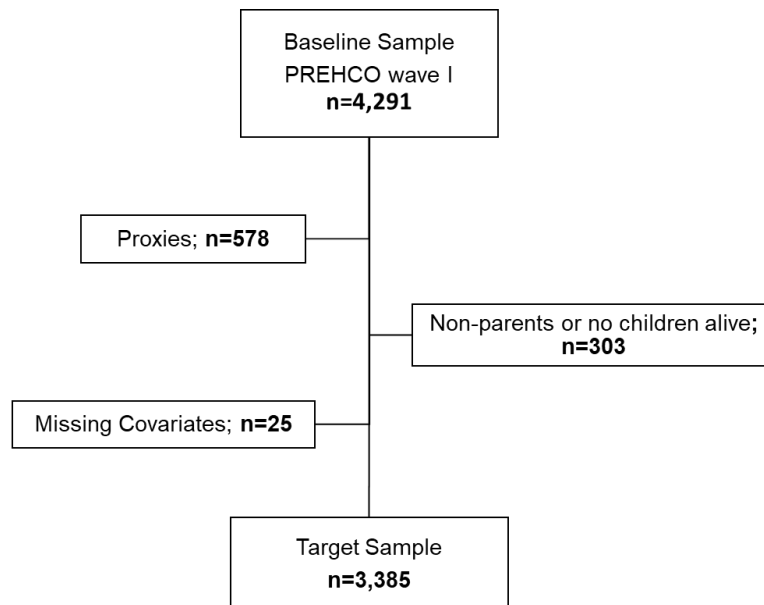 Baseline Sample
PREHCO wave I
n=4,291
Proxies; n=578
Non-parents or no children alive;
n=303
Missing Covariates; n=25
Target Sample
n=3,385